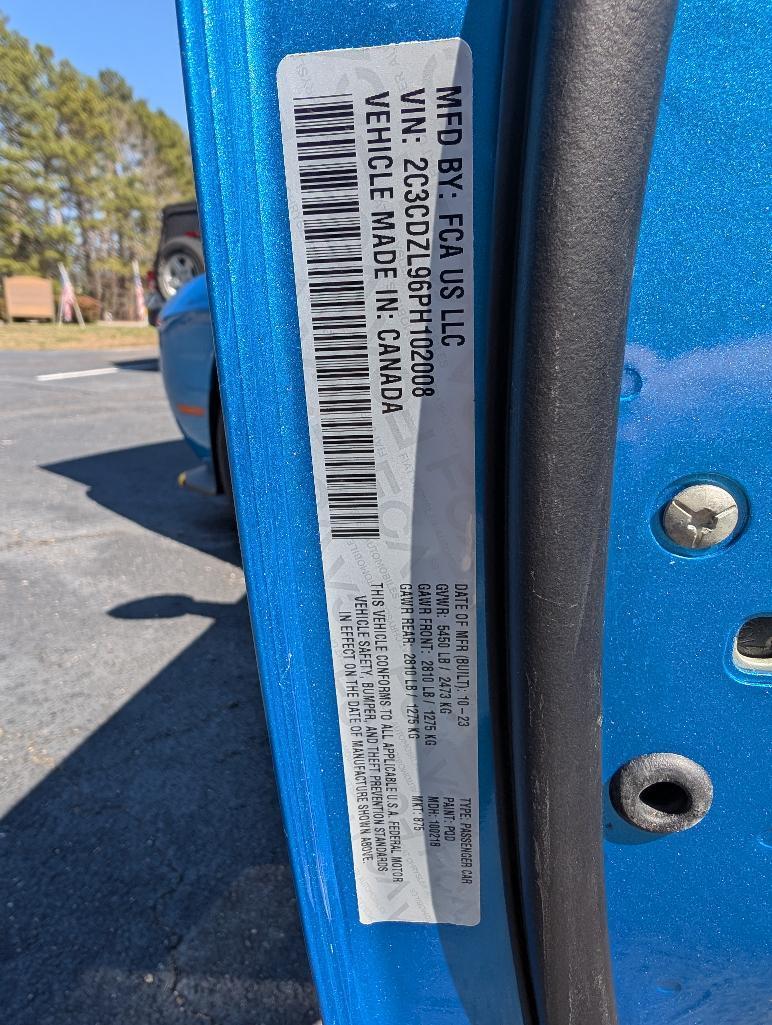 MFD BY: FCA US LLC
VIN: 2C3CDZL96PH102008
VEHICLE MADE IN: CANADA
DATE OF MFR (BUILT): 10-23
GVWR: 5450 LB / 2473 KG
GAWR FRONT: 2810 LB / 1275 KG
GAWR REAR: 2810 LB / 1275 KG
TYPE: PASSENGER CAR
PAINT: PQD
MDH: 100218
MKT: 875
THIS VEHICLE CONFORMS TO ALL APPLICABLE U.S.A. FEDERAL MOTOR
VEHICLE SAFETY, BUMPER, AND THEFT PREVENTION STANDARDS
IN EFFECT ON THE DATE OF MANUFACTURE SHOWN ABOVE.